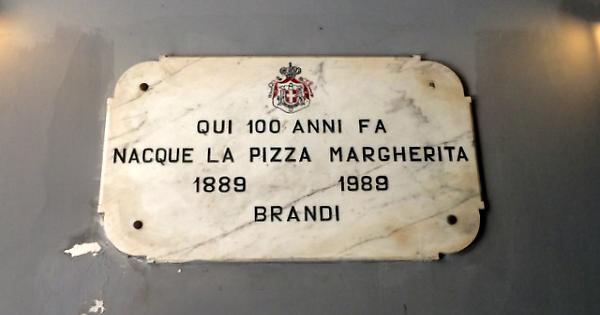 QUI 100 ANNI FA
NACQUE LA PIZZA MARGHERITA
1889 1989
BRANDI